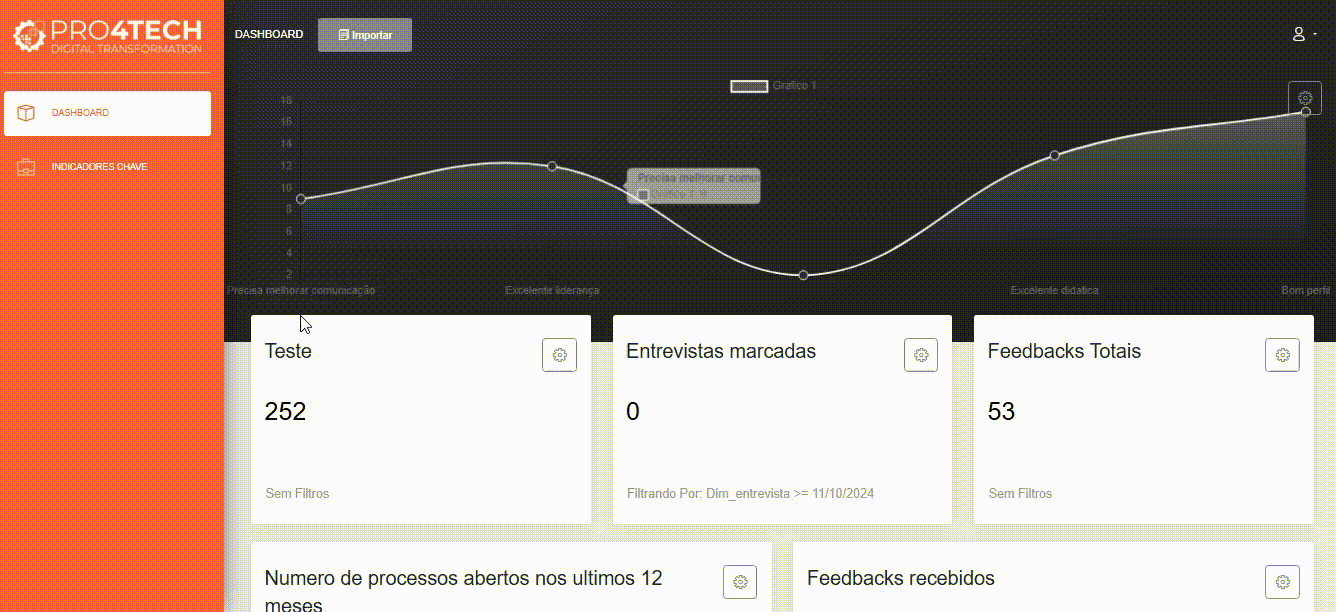 PRO4TECH
DIGITAL TRANSFORMATION
DASHBOARD
Importar
DASHBOARD
INDICADORES CHAVE
Grafico 1
18
16
14
12
10
8
6
4
2
Precisa melhorar comu
Grafico 1: 9
Precisa melhorar comunicação
Excelente liderança
Excelente didatica
Bom perfil
Teste
252
Sem Filtros
Entrevistas marcadas
0
Filtrando Por: Dim_entrevista >= 11/10/2024
Feedbacks Totais
53
Sem Filtros
Numero de processos abertos nos ultimos 12
meses
Feedbacks recebidos